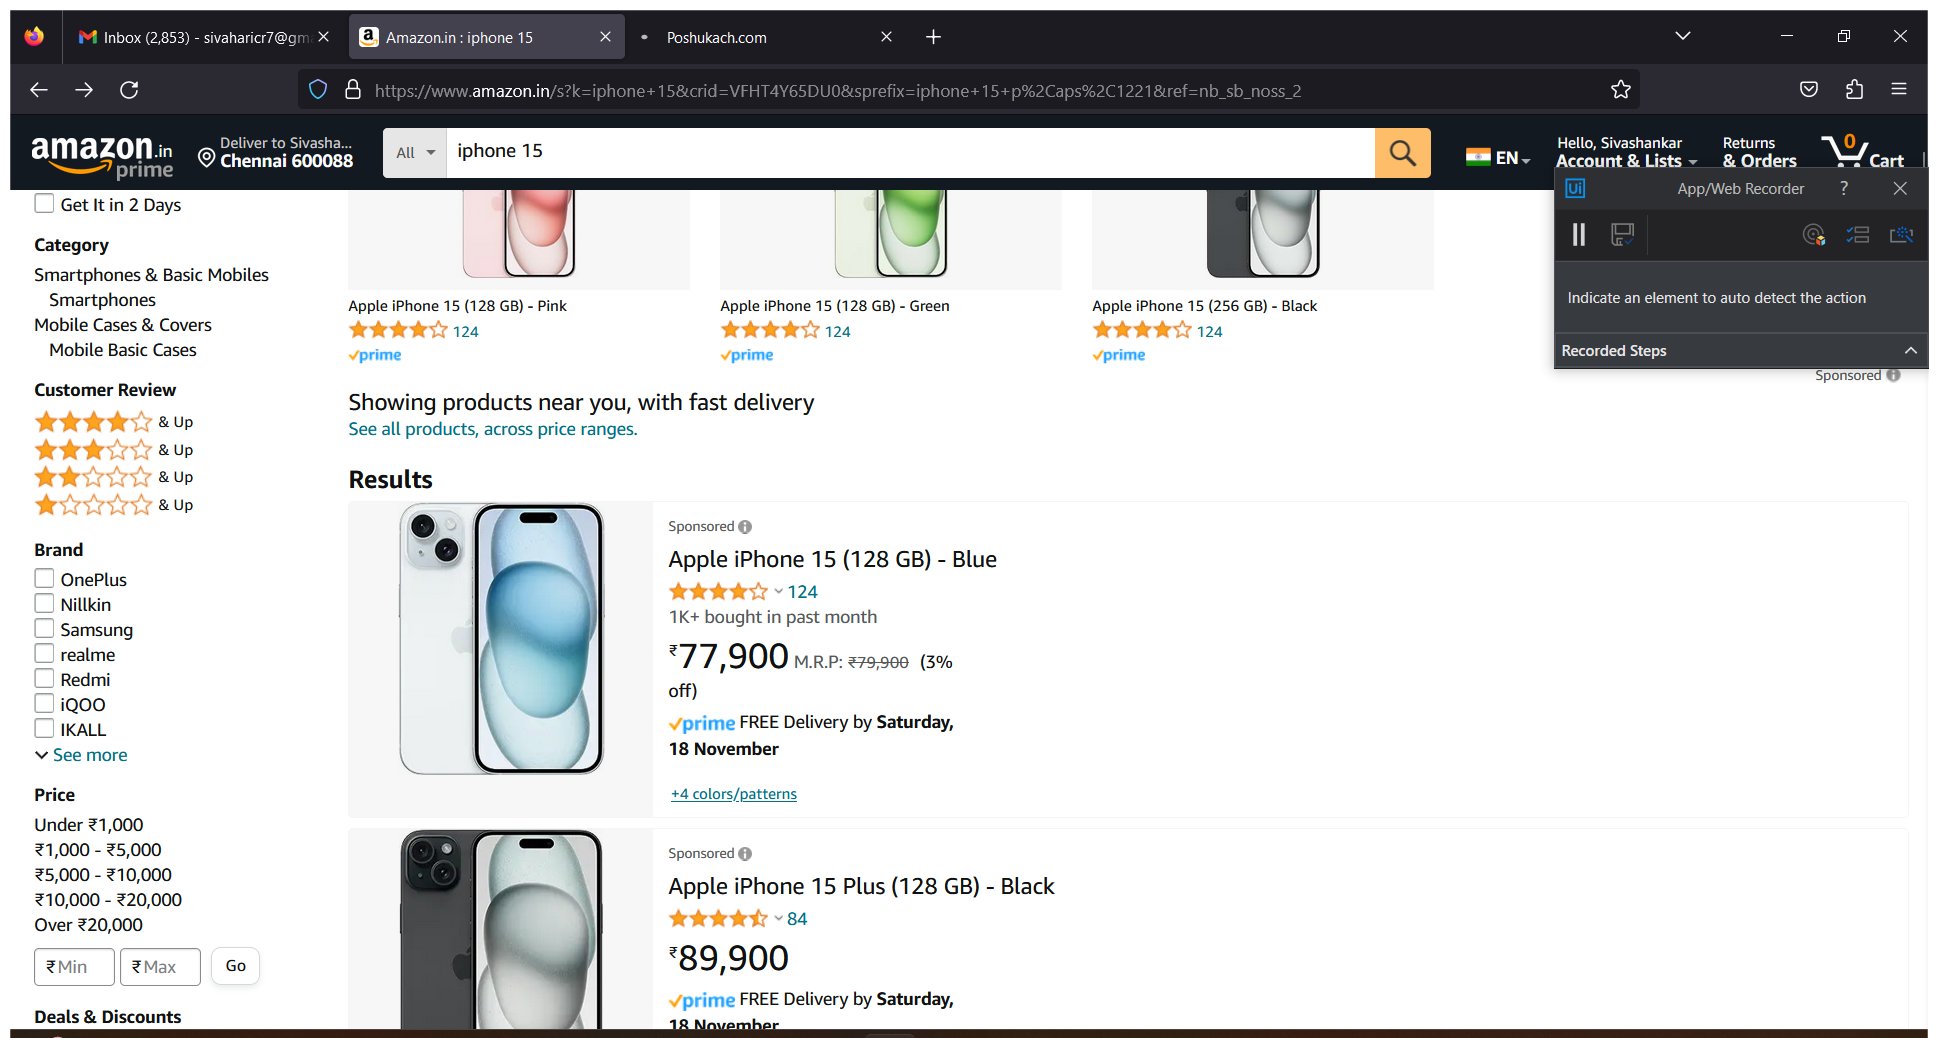 Inbox (2,853) - sivaharicr7@gm
Amazon.in : iphone 15
Poshukach.com
https://www.amazon.in/s?k=iphone+15&crid=VFHT4Y65DU0&sprefix=iphone+15+p%2Caps%2C1221&ref=nb_sb_noss_2
amazon.in
prime
Deliver to Sivasha...
Chennai 600088
All
iphone 15
EN
Hello, Sivashankar
Account & Lists
Returns
& Orders
0
Cart
Ui
App/Web Recorder
?
Indicate an element to auto detect the action
Recorded Steps
Get It in 2 Days
Category
Smartphones & Basic Mobiles
Smartphones
Mobile Cases & Covers
Mobile Basic Cases
Customer Review
& Up
& Up
& Up
& Up
Brand
OnePlus
Nillkin
Samsung
realme
Redmi
iQOO
IKALL
See more
Price
Under ₹1,000
₹1,000 - ₹5,000
₹5,000 - ₹10,000
₹10,000 - ₹20,000
Over ₹20,000
₹Min
₹Max
Go
Deals & Discounts
Apple iPhone 15 (128 GB) - Pink
124
prime
Apple iPhone 15 (128 GB) - Green
124
prime
Apple iPhone 15 (256 GB) - Black
124
prime
Sponsored
Showing products near you, with fast delivery
See all products, across price ranges.
Results
Sponsored
Apple iPhone 15 (128 GB) - Blue
124
1K+ bought in past month
₹77,900 M.R.P: ₹79,900 (3%
off)
prime FREE Delivery by Saturday,
18 November
+4 colors/patterns
Sponsored
Apple iPhone 15 Plus (128 GB) - Black
84
₹89,900
prime FREE Delivery by Saturday,
18 November